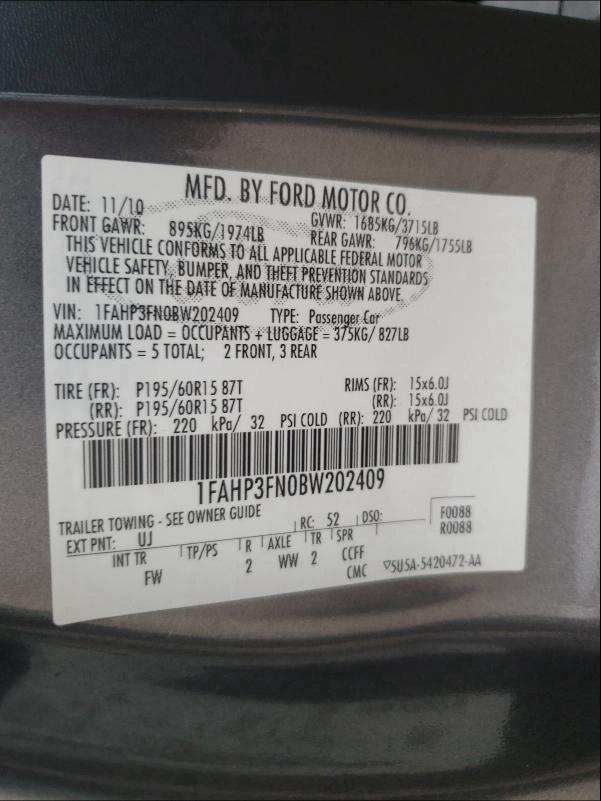 MFD. BY FORD MOTOR CO.
DATE: 11/10 GVWR: 1685KG/3715LB
FRONT GAWR: 895KG/1974LB REAR GAWR: 796KG/1755LB
THIS VEHICLE CONFORMS TO ALL APPLICABLE FEDERAL MOTOR
VEHICLE SAFETY, BUMPER, AND THEFT PREVENTION STANDARDS
IN EFFECT ON THE DATE OF MANUFACTURE SHOWN ABOVE.
VIN: 1FAHP3FN0BW202409 TYPE: Passenger Car
MAXIMUM LOAD = OCCUPANTS + LUGGAGE = 375KG/ 827LB
OCCUPANTS = 5 TOTAL; 2 FRONT, 3 REAR
TIRE (FR): P195/60R15 87T RIMS (FR): 15x6.0J
(RR): P195/60R15 87T (RR): 15x6.0J
PRESSURE (FR): 220 kPa/ 32 PSI COLD (RR): 220 kPa/ 32 PSI COLD
1FAHP3FN0BW202409
TRAILER TOWING - SEE OWNER GUIDE
RC: 52 DSO: F0088
EXT PNT: UJ R0088
INT TR TP/PS R AXLE TR SPR
FW 2 WW 2 CCFF
CMC 5U5A-5420472-AA